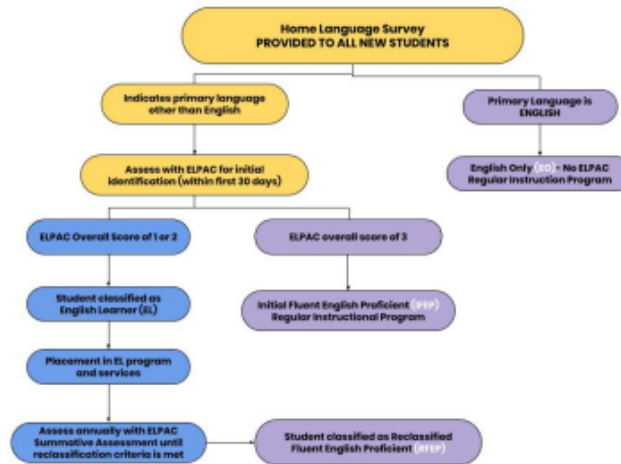 Home Language Survey
PROVIDED TO ALL NEW STUDENTS
Indicates primary language
other than English
Primary Language is
ENGLISH
Assess with ELPAC for initial
identification (within first 30 days)
English Only (EO)- No ELPAC
Regular Instruction Program
ELPAC Overall Score of 1 or 2
ELPAC overall score of 3
Student classified as
English Learner (EL)
Initial Fluent English Proficient (IFEP)
Regular Instructional Program
Placement in EL program
and services
Assess annually with ELPAC
Summative Assessment until
reclassification criteria is met
Student classified as Reclassified
Fluent English Proficient (RFEP)